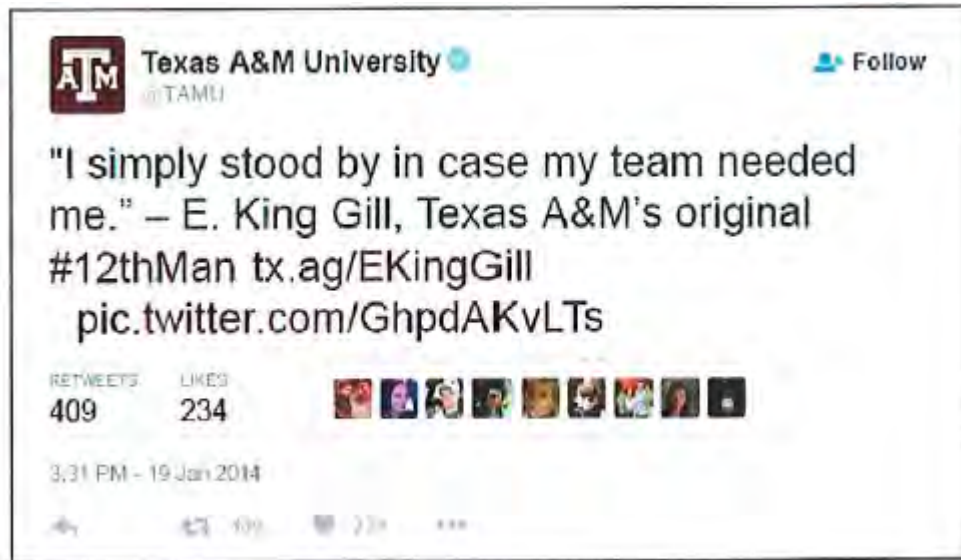 ATM
Texas A&M University
Follow
@TAMU
"I simply stood by in case my team needed
me.” – E. King Gill, Texas A&M’s original
#12thMan tx.ag/EKingGill
pic.twitter.com/GhpdAKvLTs
RETWEETS LIKES
409 234
3:31 PM - 19 Jan 2014